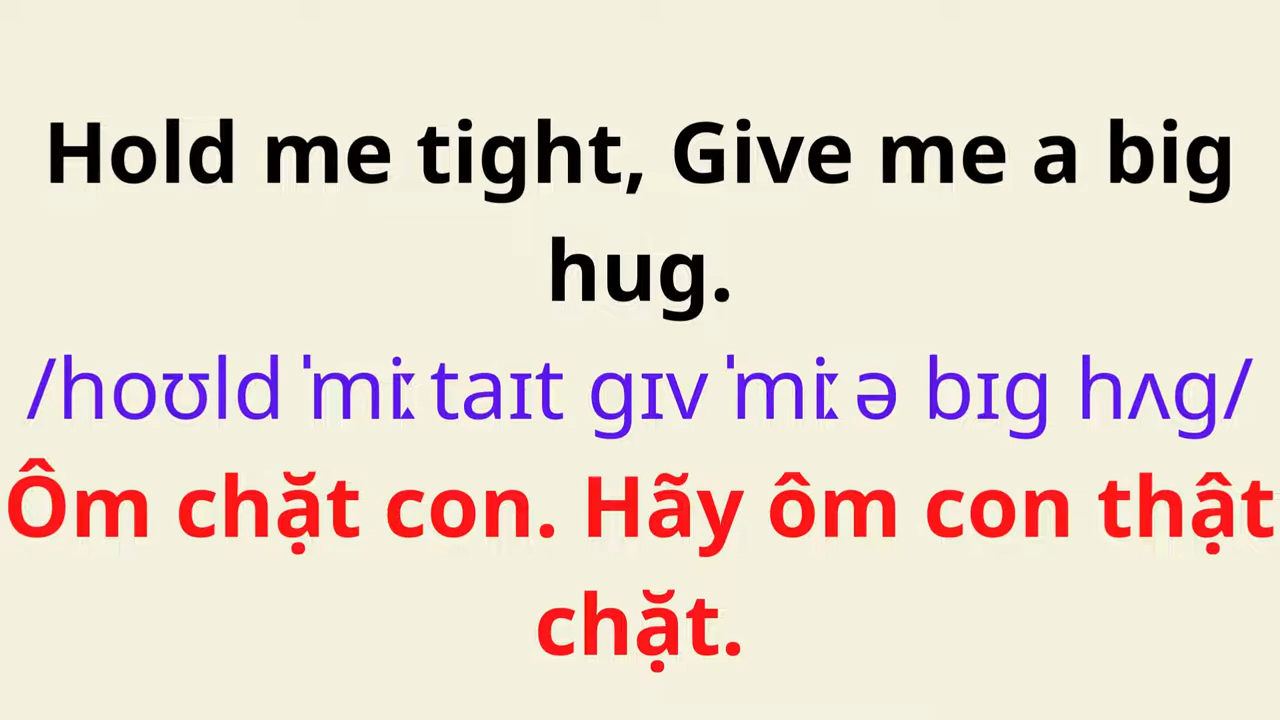 Hold me tight, Give me a big
hug.
/hoʊld ˈmiː taɪt gɪv ˈmiː ə bɪg hʌg/
Ôm chặt con. Hãy ôm con thật
chặt.